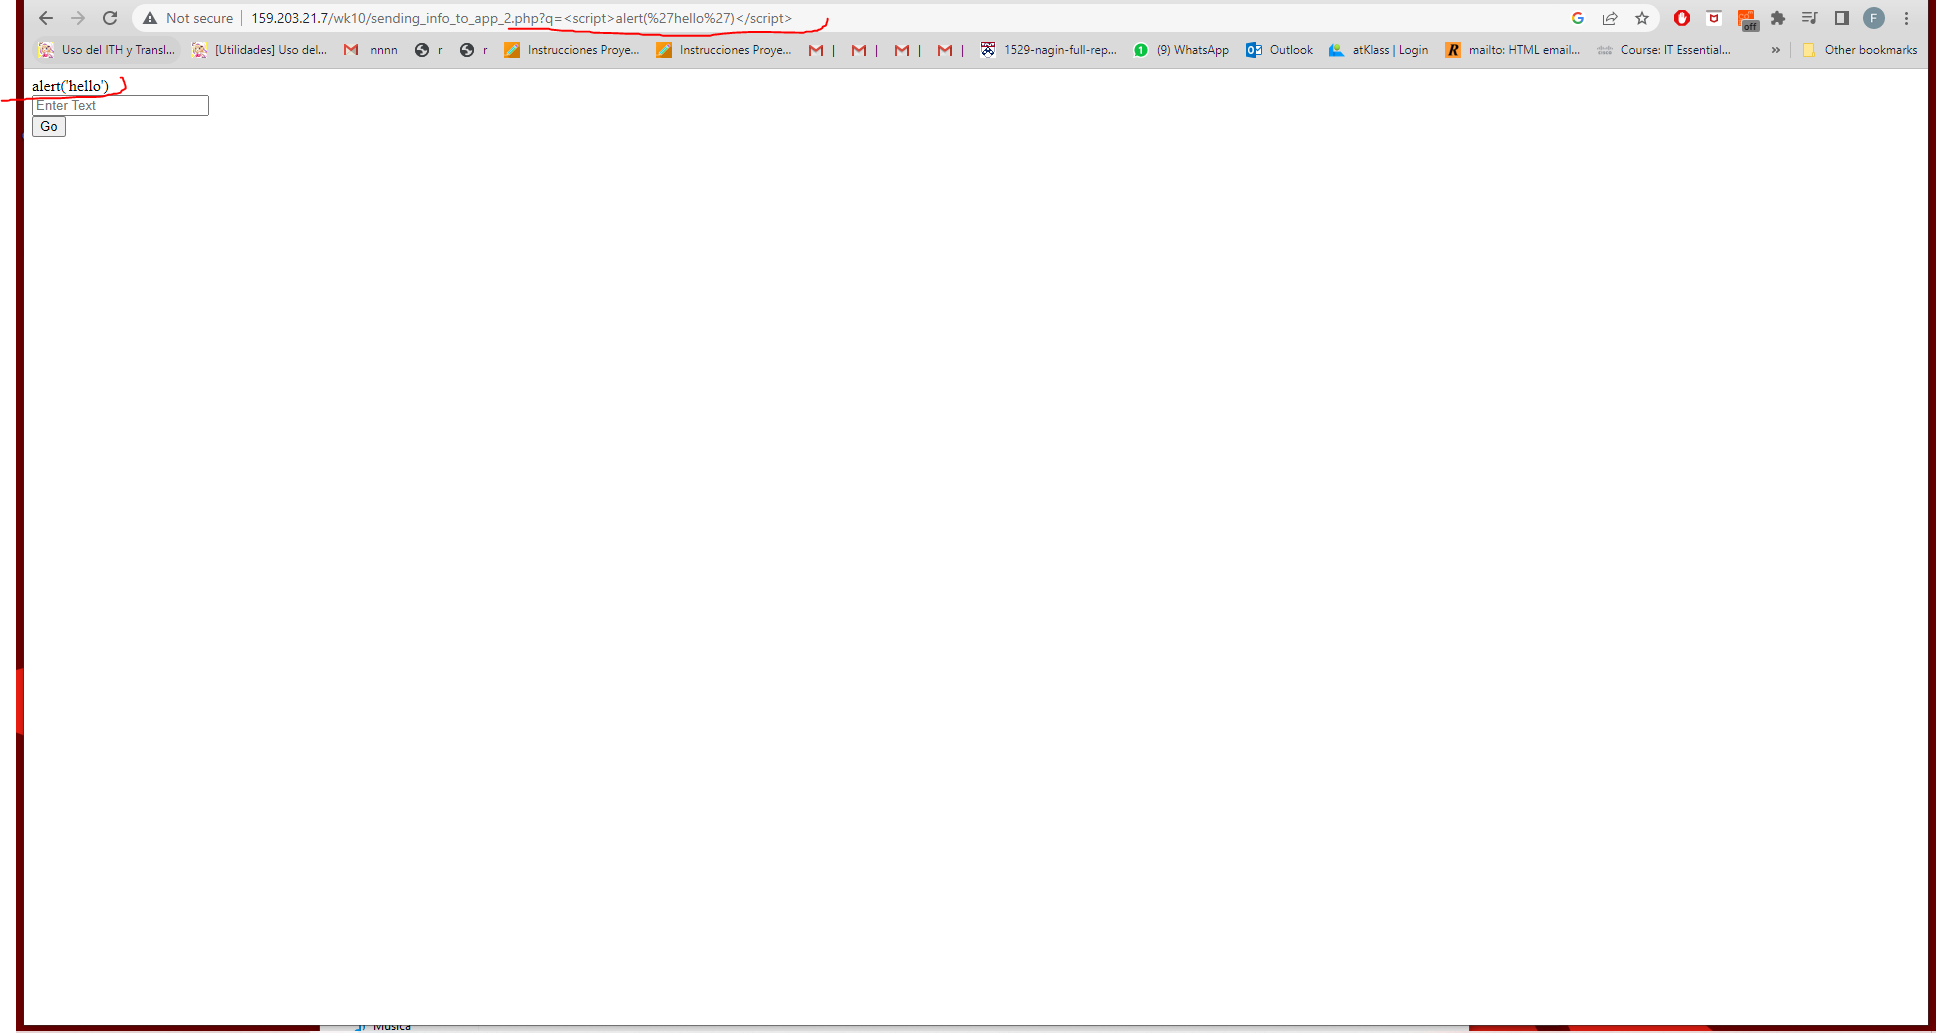 Not secure 159.203.21.7/wk10/sending_info_to_app_2.php?q=<script>alert(%27hello%27)</script> off F
Uso del ITH y Transl... [Utilidades] Uso del... nnnn r r Instrucciones Proye... Instrucciones Proye... | | | | 1529-nagin-full-rep... (9) WhatsApp Outlook atKlass | Login mailto: HTML email... Course: IT Essential... » Other bookmarks
alert('hello')
Enter Text
Go
Música